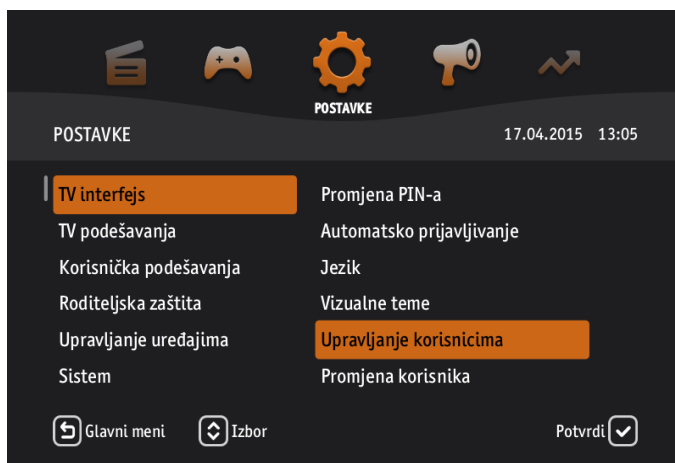 POSTAVKE
POSTAVKE 17.04.2015 13:05
TV interfejs Promjena PIN-a
TV podešavanja Automatsko prijavljivanje
Korisnička podešavanja Jezik
Roditeljska zaštita Vizualne teme
Upravljanje uređajima Upravljanje korisnicima
Sistem Promjena korisnika
Glavni meni Izbor Potvrdi